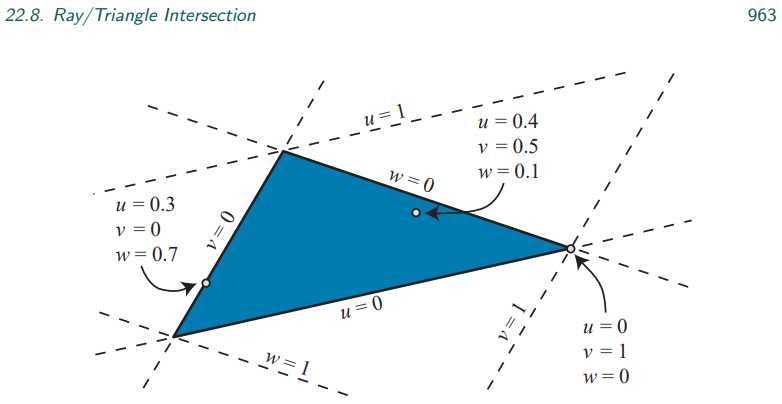 22.8. Ray/Triangle Intersection 963
u = 1
u = 0.4
v = 0.5
w = 0.1
w = 0
u = 0.3
v = 0
w = 0.7
v = 0
u = 0
v = 1
w = 1
u = 0
v = 1
w = 0